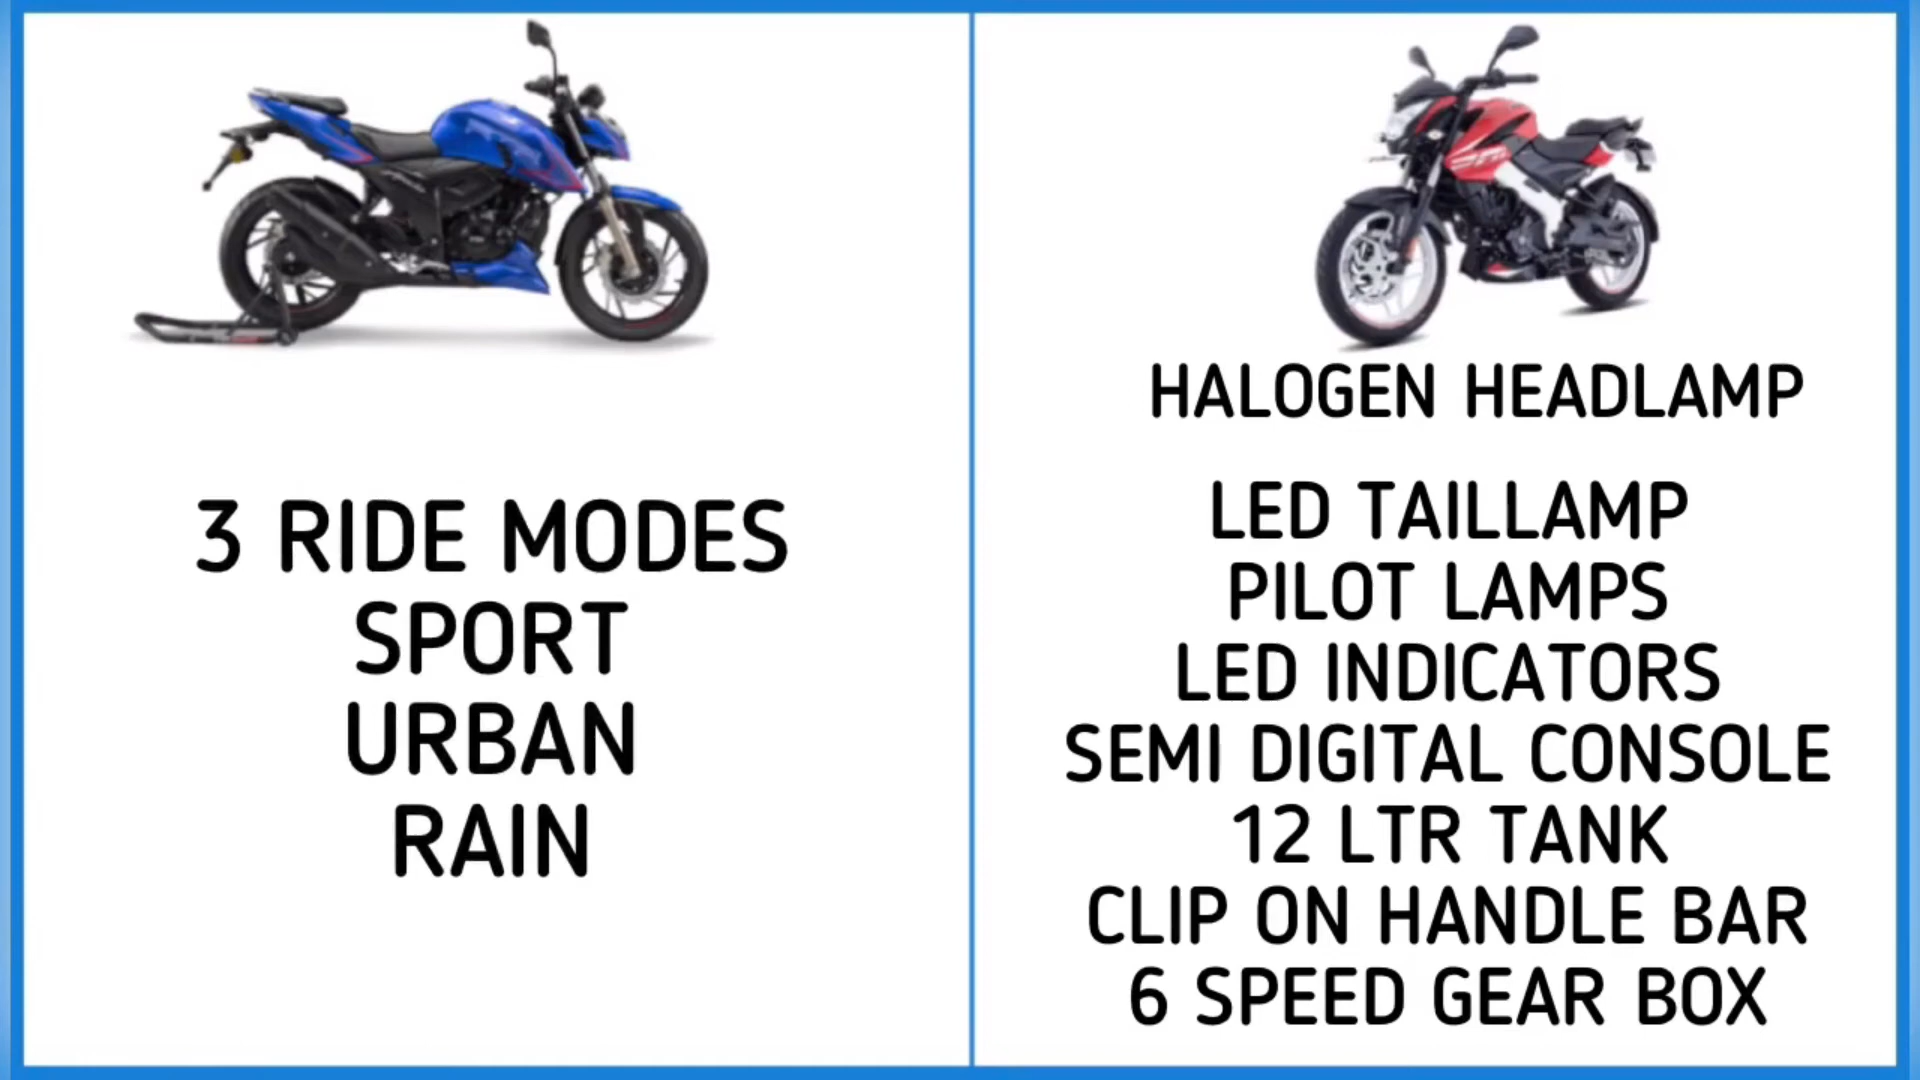 3 RIDE MODES
SPORT
URBAN
RAIN
HALOGEN HEADLAMP
LED TAILLAMP
PILOT LAMPS
LED INDICATORS
SEMI DIGITAL CONSOLE
12 LTR TANK
CLIP ON HANDLE BAR
6 SPEED GEAR BOX